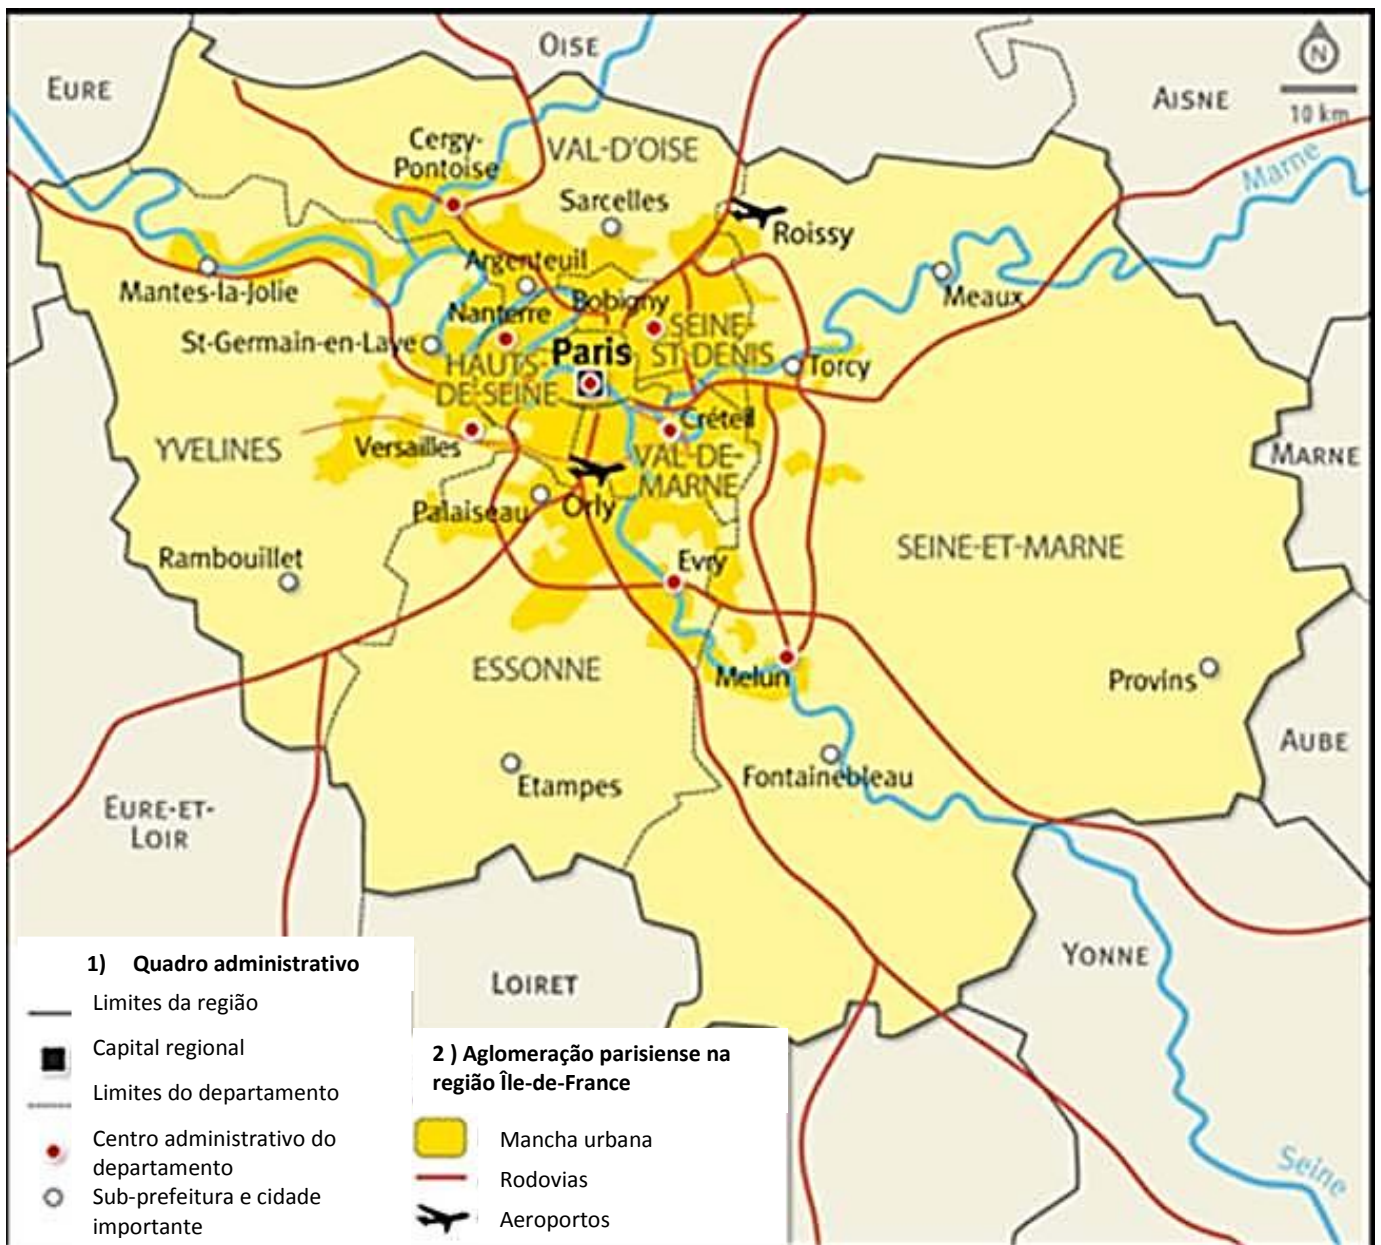 OISE
EURE
AISNE
N
10 km
Marne
Cergy-
Pontoise
VAL-D'OISE
Sarcelles
Roissy
Argenteuil
Mantes-la-Jolie
Nanterre
Bobigny
Meaux
St-Germain-en-Laye
SEINE-
ST-DENIS
Paris
HAUTS-
DE-SEINE
Torcy
Créteil
YVELINES
Versailles
VAL-DE-
MARNE
MARNE
Palaiseau
Orly
SEINE-ET-MARNE
Rambouillet
Evry
ESSONNE
Melun
Provins
AUBE
Etampes
Fontainebleau
EURE-ET-
LOIR
YONNE
LOIRET
Seine
1) Quadro administrativo
Limites da região
Capital regional
Limites do departamento
Centro administrativo do
departamento
Sub-prefeitura e cidade
importante
2 ) Aglomeração parisiense na
região Île-de-France
Mancha urbana
Rodovias
Aeroportos